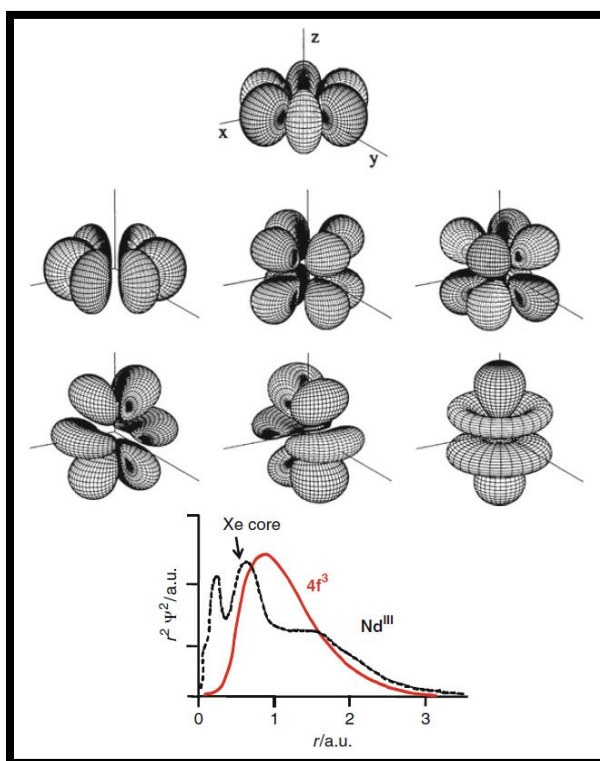 z
x
y
Xe core
4f³
Ndᴵᴵᴵ
r² Ψ²/a.u.
0 1 2 3
r/a.u.